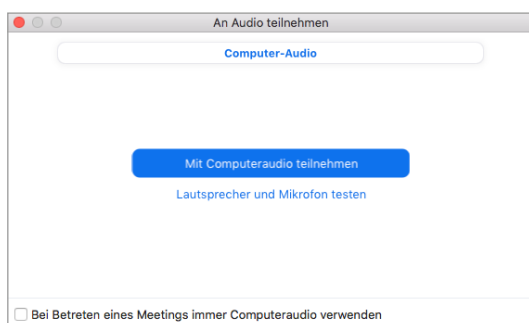 An Audio teilnehmen
Computer-Audio
Mit Computeraudio teilnehmen
Lautsprecher und Mikrofon testen
Bei Betreten eines Meetings immer Computeraudio verwenden